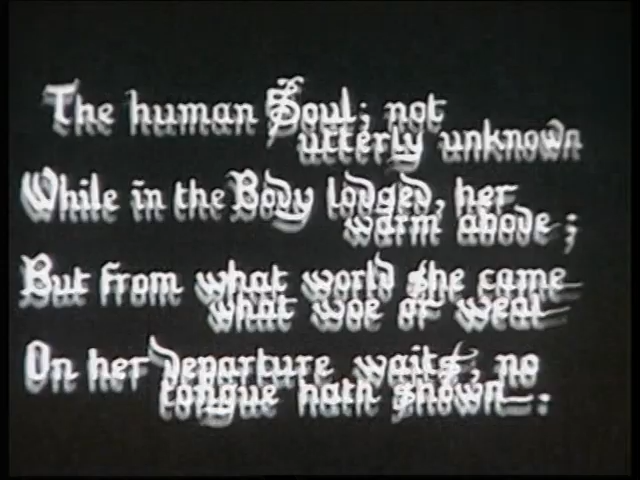 The human Soul; not
utterly unknown
While in the Body lodged, her
warm abode;
But from what world she came
what woe or weal
On her departure waits, no
tongue hath shown.